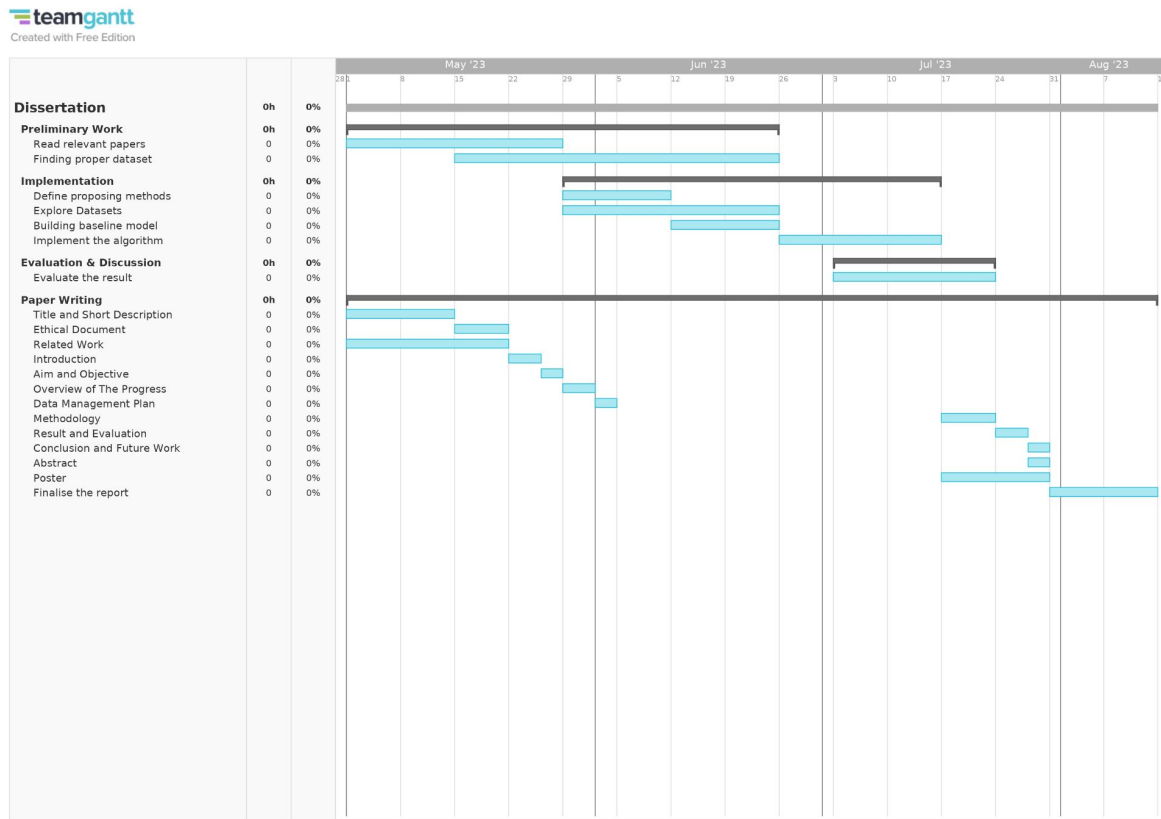 teamgantt
Created with Free Edition
May '23 Jun '23 Jul '23 Aug '23
28 1 8 15 22 29 5 12 19 26 3 10 17 24 31 7
Dissertation 0h 0%
Preliminary Work 0h 0%
Read relevant papers 0 0%
Finding proper dataset 0 0%
Implementation 0h 0%
Define proposing methods 0 0%
Explore Datasets 0 0%
Building baseline model 0 0%
Implement the algorithm 0 0%
Evaluation & Discussion 0h 0%
Evaluate the result 0 0%
Paper Writing 0h 0%
Title and Short Description 0 0%
Ethical Document 0 0%
Related Work 0 0%
Introduction 0 0%
Aim and Objective 0 0%
Overview of The Progress 0 0%
Data Management Plan 0 0%
Methodology 0 0%
Result and Evaluation 0 0%
Conclusion and Future Work 0 0%
Abstract 0 0%
Poster 0 0%
Finalise the report 0 0%